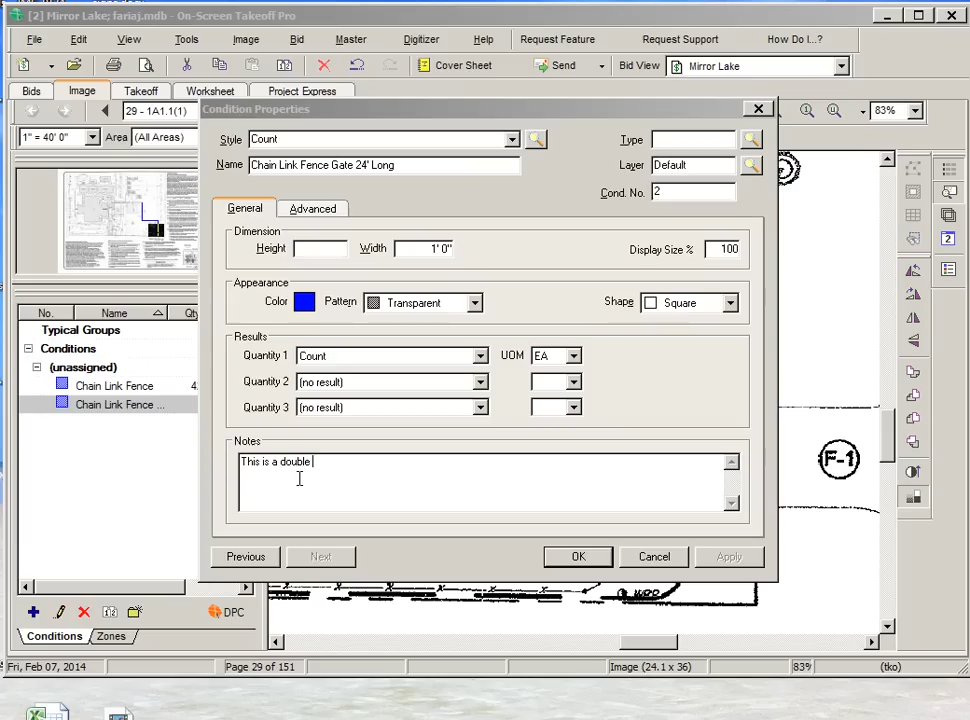 [2] Mirror Lake; fariaj.mdb - On-Screen Takeoff Pro
File Edit View Tools Image Bid Master Digitizer Help Request Feature Request Support How Do I...?
Cover Sheet Send Bid View Mirror Lake
Bids Image Takeoff Worksheet Project Express
29 - 1A1.1(1) 83%
1" = 40' 0" Area (All Areas)
Condition Properties
Style Count Type
Name Chain Link Fence Gate 24' Long Layer Default
Cond. No. 2
General Advanced
Dimension
Height Width 1' 0" Display Size % 100
Appearance
Color Pattern Transparent Shape Square
Results
Quantity 1 Count UOM EA
Quantity 2 (no result)
Quantity 3 (no result)
Notes
This is a double
Previous Next OK Cancel Apply
No. Name Qty
Typical Groups
Conditions
(unassigned)
Chain Link Fence 4
Chain Link Fence ...
F-1
DPC
Conditions Zones
Fri, Feb 07, 2014 Page 29 of 151 Image (24.1 x 36) 83% (tko)